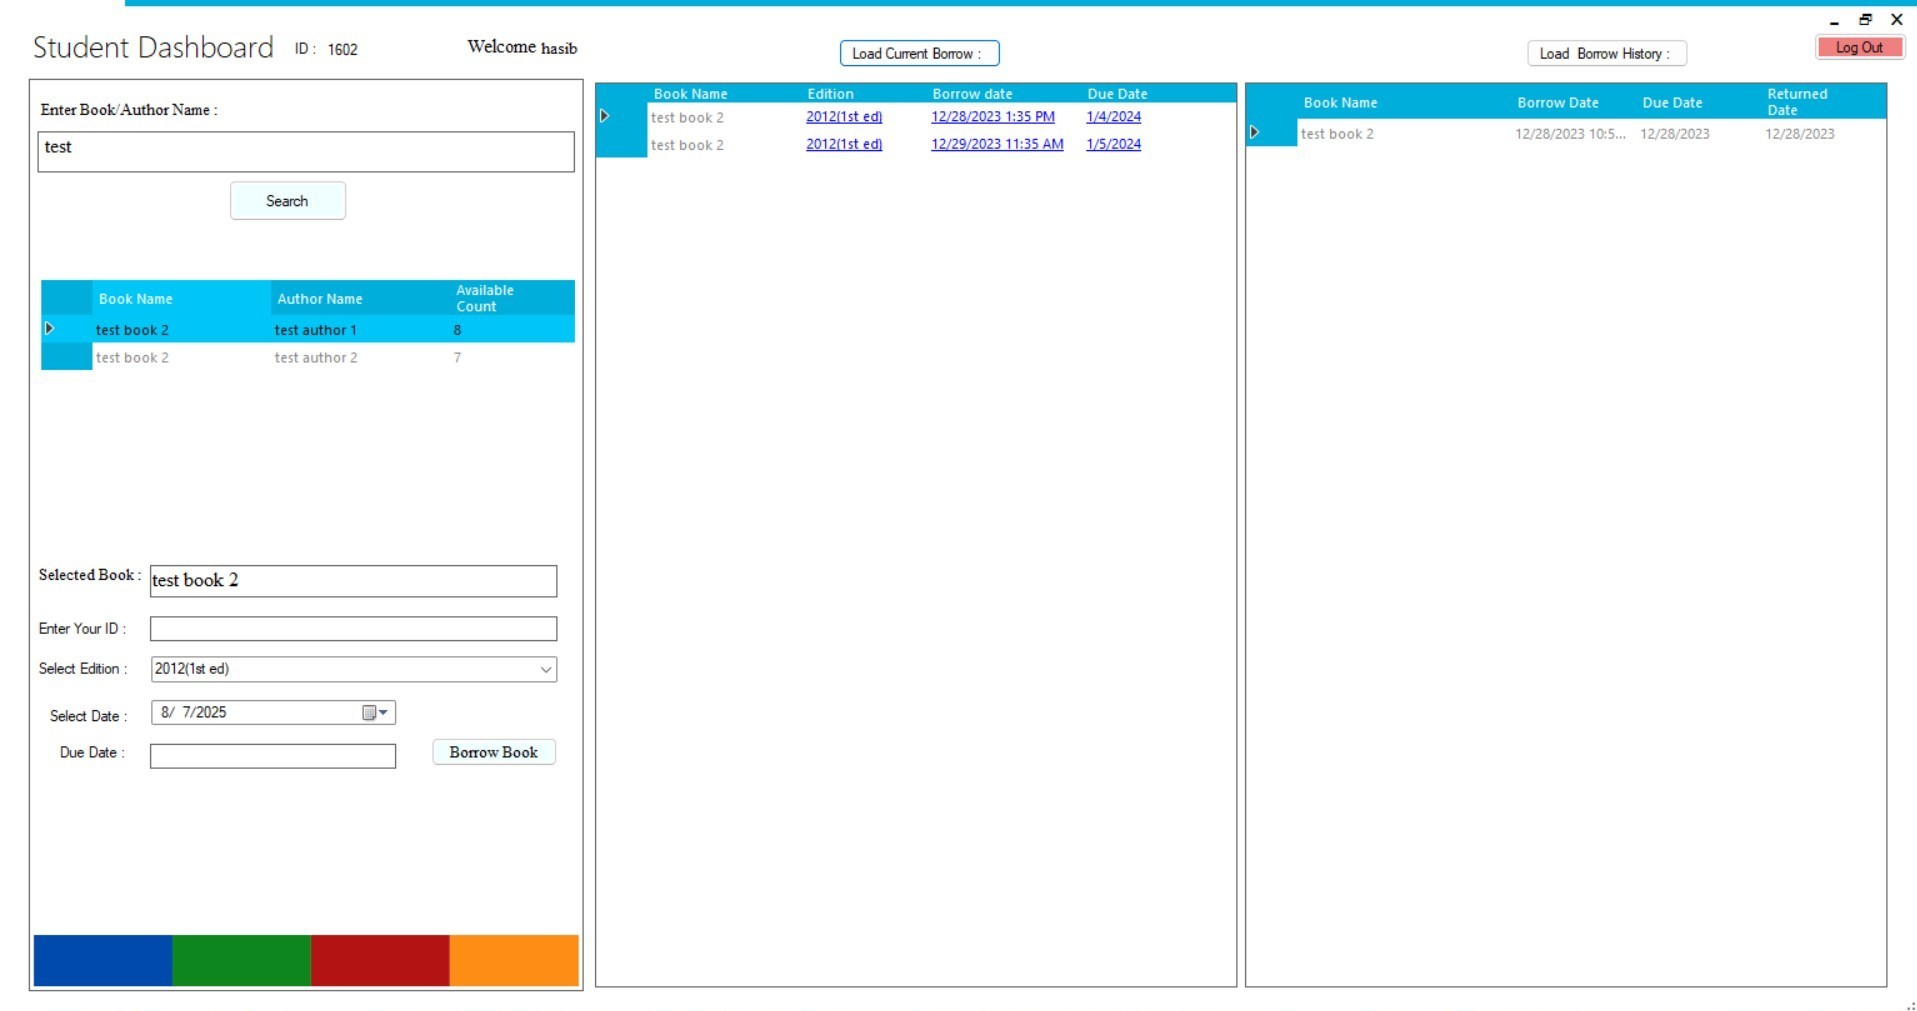 Student Dashboard ID : 1602 Welcome hasib
Load Current Borrow :
Load Borrow History :
Log Out
Enter Book/Author Name :
test
Search
Book Name Author Name Available Count
test book 2 test author 1 8
test book 2 test author 2 7
Selected Book : test book 2
Enter Your ID :
Select Edition : 2012(1st ed)
Select Date : 8/ 7/2025
Due Date :
Borrow Book
Book Name Edition Borrow date Due Date
test book 2 2012(1st ed) 12/28/2023 1:35 PM 1/4/2024
test book 2 2012(1st ed) 12/29/2023 11:35 AM 1/5/2024
Book Name Borrow Date Due Date Returned Date
test book 2 12/28/2023 10:5... 12/28/2023 12/28/2023